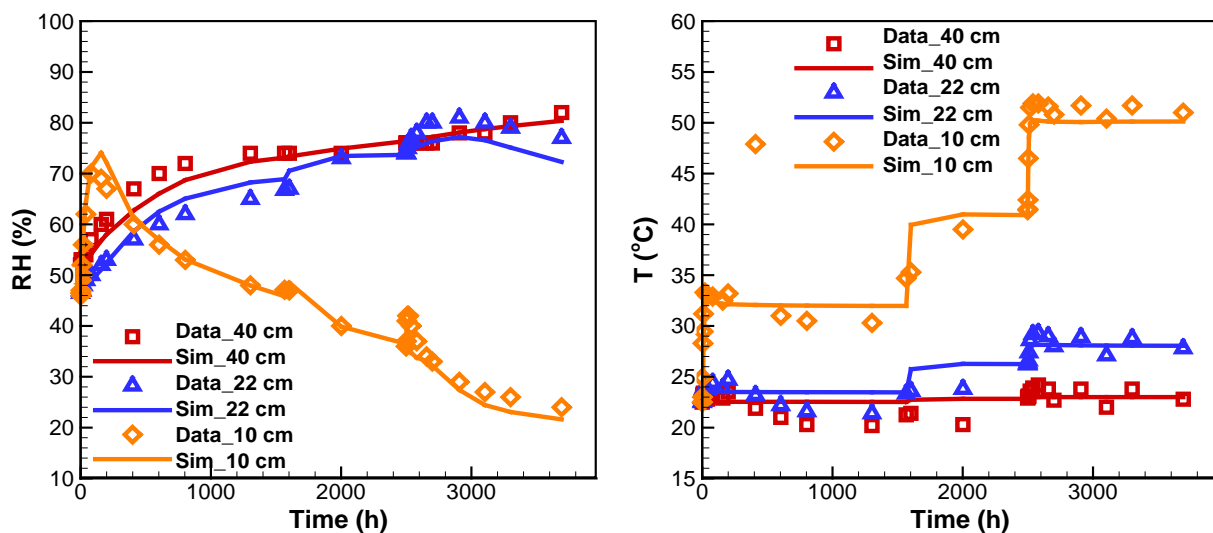 100
90
80
70
60
50
40
30
20
10
RH (%)
Data_40 cm
Sim_40 cm
Data_22 cm
Sim_22 cm
Data_10 cm
Sim_10 cm
0 1000 2000 3000
Time (h)
60
55
50
45
40
35
30
25
20
15
T (°C)
Data_40 cm
Sim_40 cm
Data_22 cm
Sim_22 cm
Data_10 cm
Sim_10 cm
0 1000 2000 3000
Time (h)